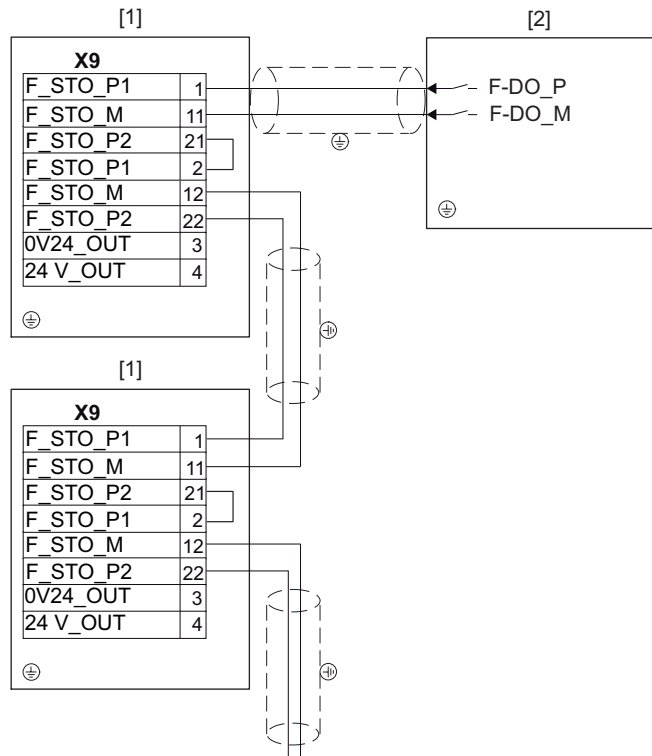 [1]
X9
F_STO_P1 1
F_STO_M 11
F_STO_P2 21
F_STO_P1 2
F_STO_M 12
F_STO_P2 22
0V24_OUT 3
24 V_OUT 4
[2]
F-DO_P
F-DO_M
[1]
X9
F_STO_P1 1
F_STO_M 11
F_STO_P2 21
F_STO_P1 2
F_STO_M 12
F_STO_P2 22
0V24_OUT 3
24 V_OUT 4